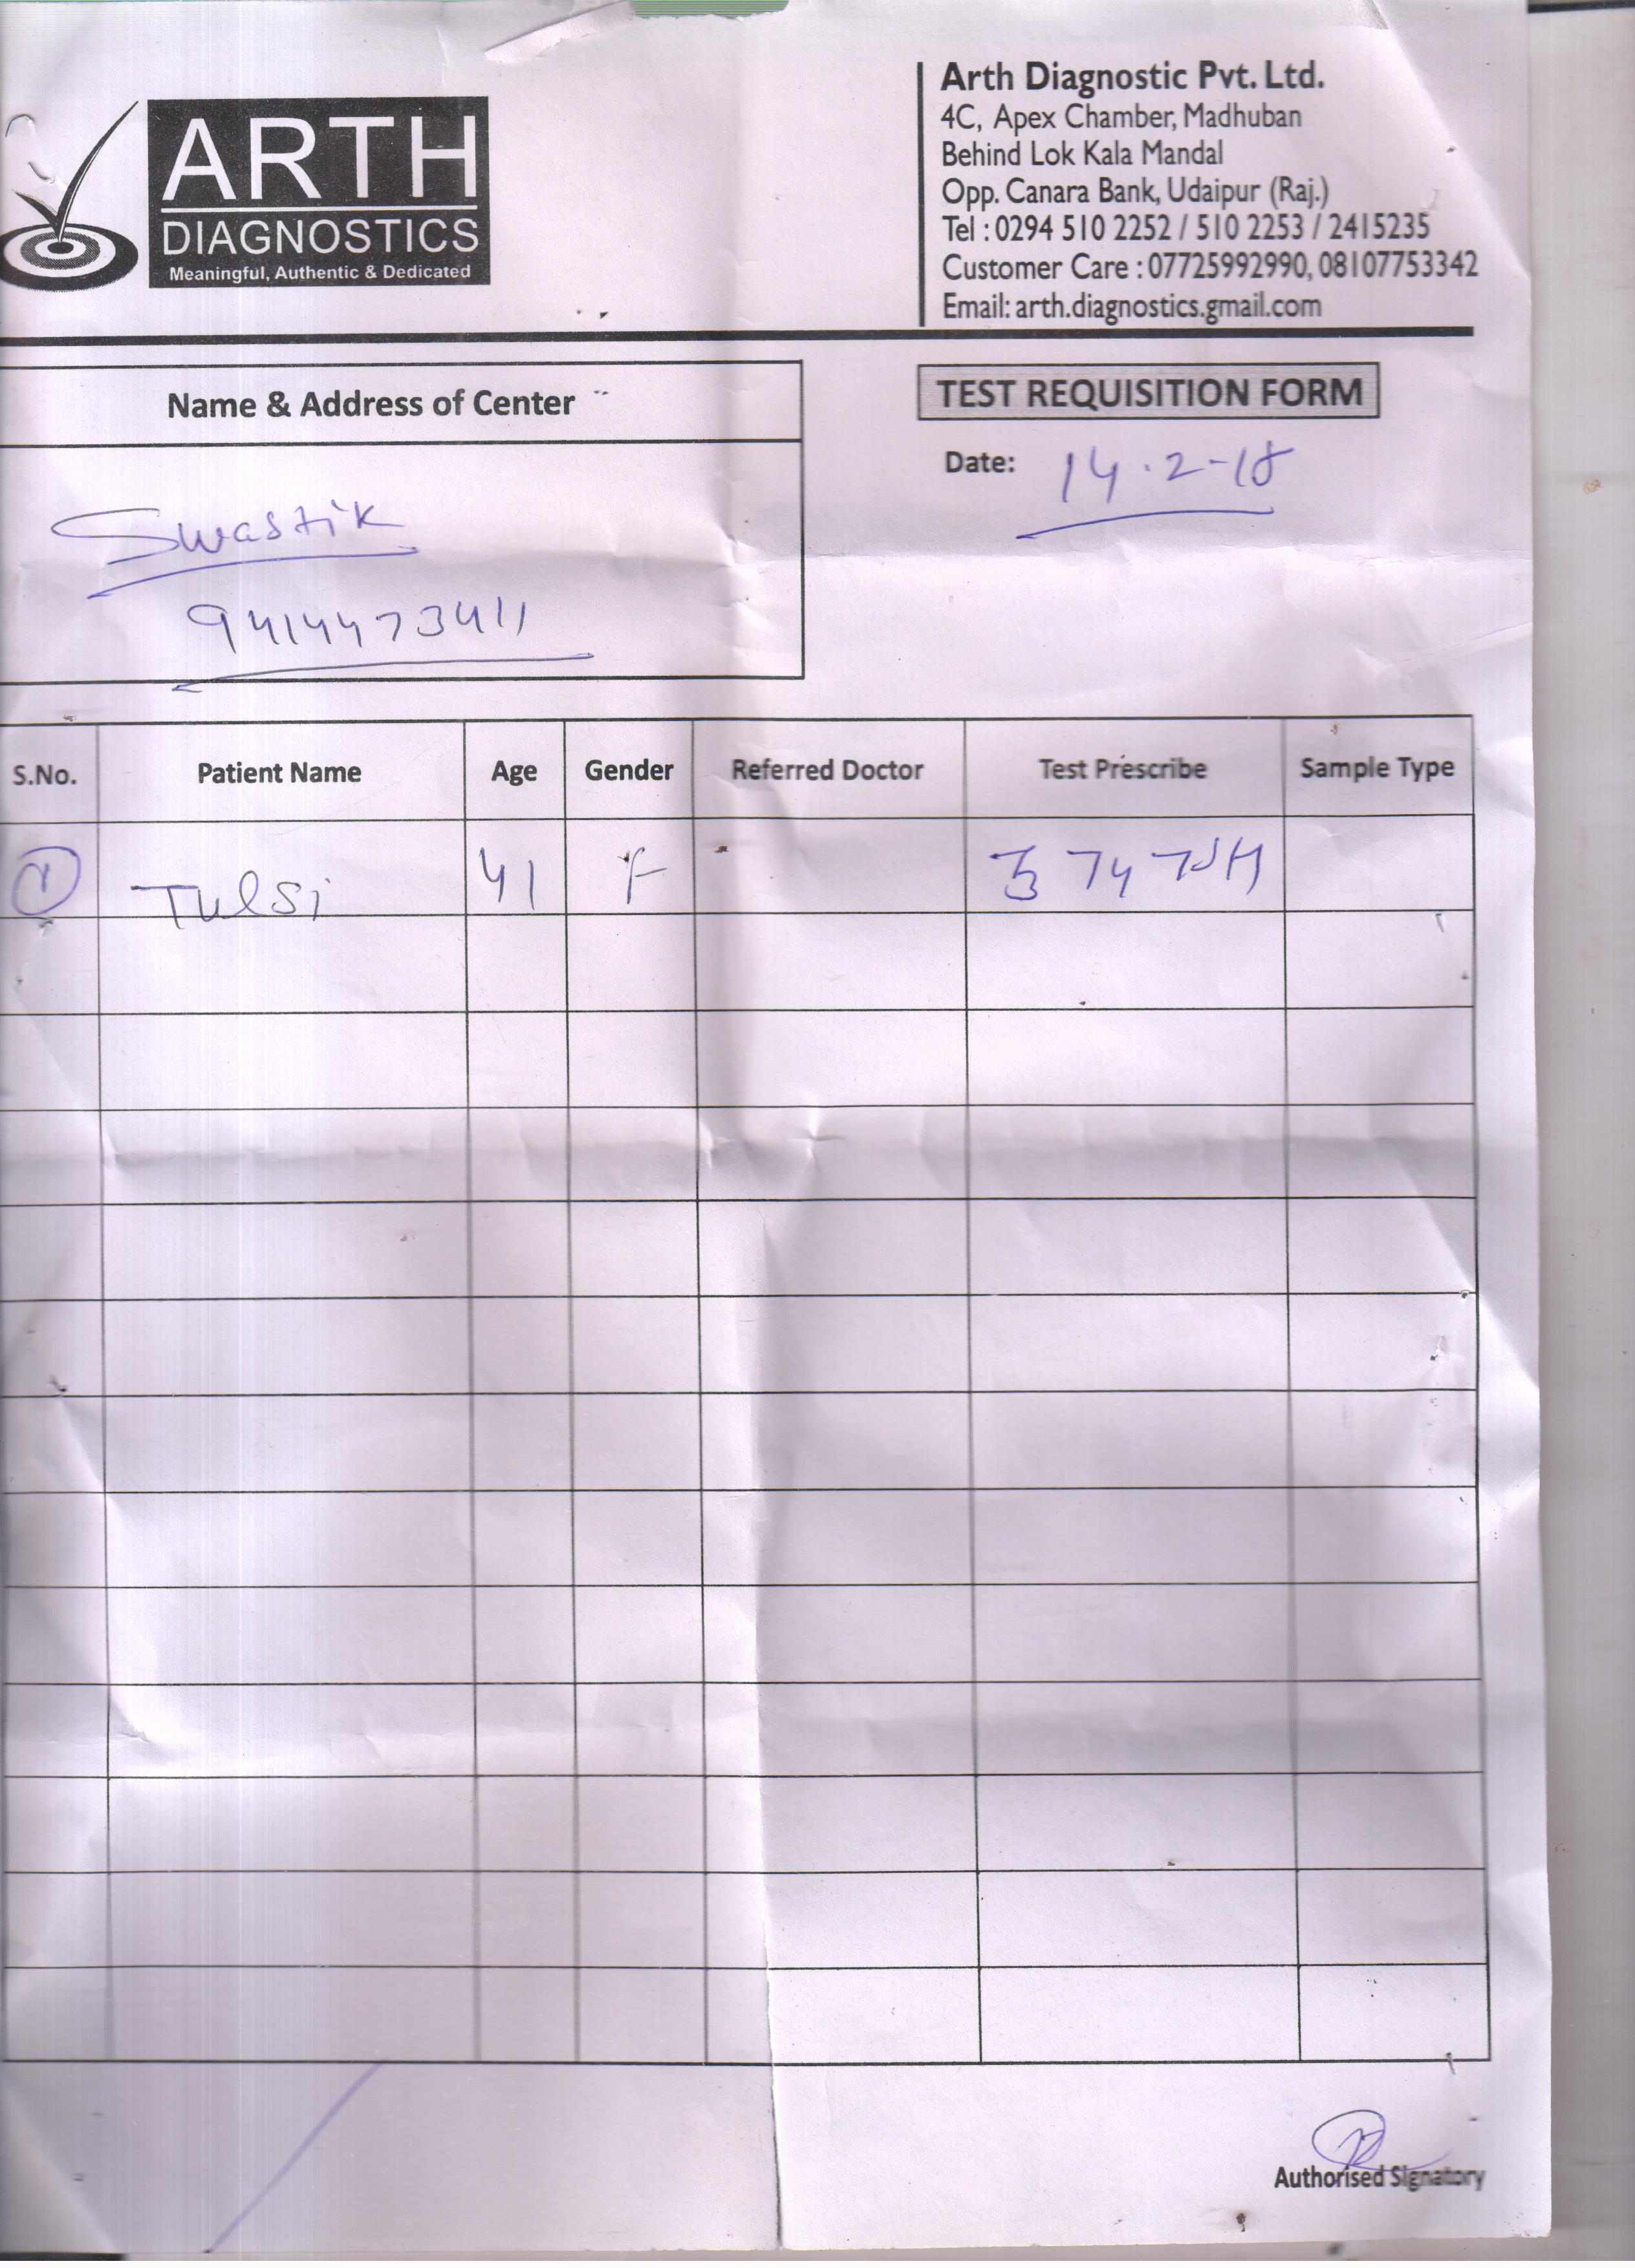 ARTH
DIAGNOSTICS
Meaningful, Authentic & Dedicated
Arth Diagnostic Pvt. Ltd.
4C, Apex Chamber, Madhuban
Behind Lok Kala Mandal
Opp. Canara Bank, Udaipur (Raj.)
Tel : 0294 510 2252 / 510 2253 / 2415235
Customer Care : 07725992990, 08107753342
Email: arth.diagnostics.gmail.com
Name & Address of Center
Swastik
9414473411
TEST REQUISITION FORM
Date: 14.2-18
S.No. Patient Name Age Gender Referred Doctor Test Prescribe Sample Type
1 Tulsi 41 F T3 T4 TSH
Authorised Signatory